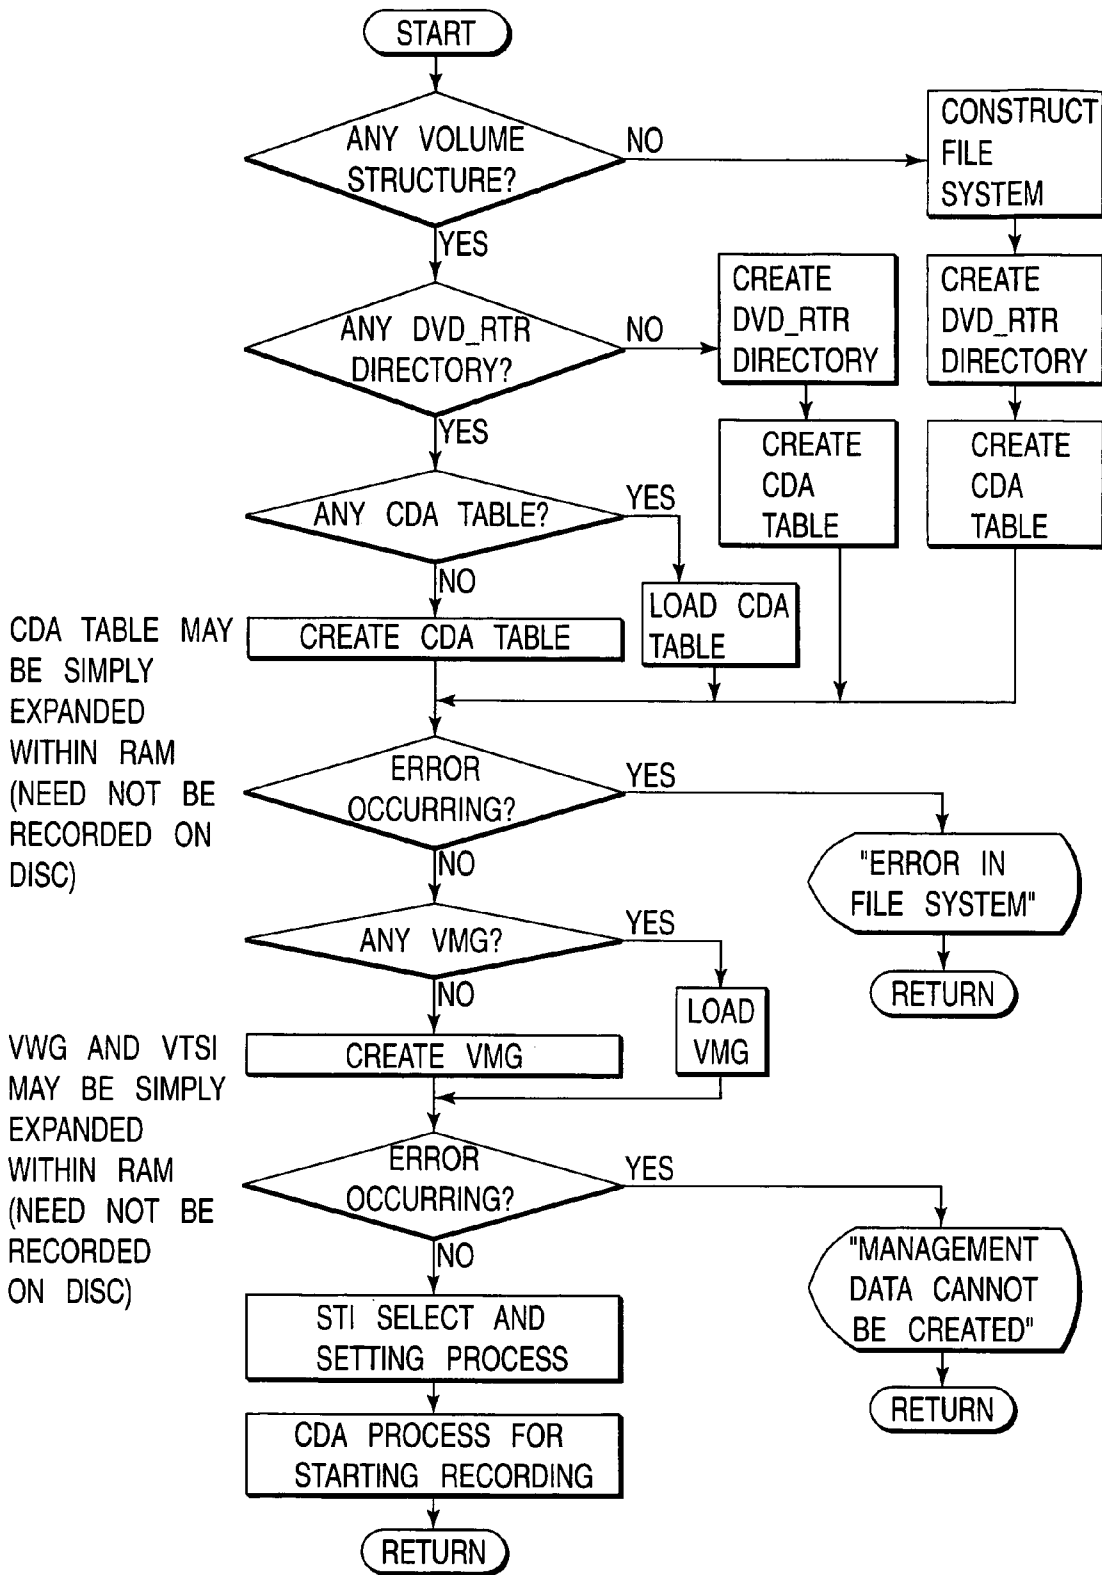 START
ANY VOLUME
STRUCTURE?
NO
CONSTRUCT
FILE
SYSTEM
YES
ANY DVD_RTR
DIRECTORY?
NO
CREATE
DVD_RTR
DIRECTORY
CREATE
DVD_RTR
DIRECTORY
YES
ANY CDA TABLE?
YES
CREATE
CDA
TABLE
CREATE
CDA
TABLE
NO
LOAD CDA
TABLE
CREATE CDA TABLE
CDA TABLE MAY
BE SIMPLY
EXPANDED
WITHIN RAM
(NEED NOT BE
RECORDED ON
DISC)
ERROR
OCCURRING?
YES
"ERROR IN
FILE SYSTEM"
RETURN
NO
ANY VMG?
YES
LOAD
VMG
NO
CREATE VMG
VWG AND VTSI
MAY BE SIMPLY
EXPANDED
WITHIN RAM
(NEED NOT BE
RECORDED
ON DISC)
ERROR
OCCURRING?
YES
"MANAGEMENT
DATA CANNOT
BE CREATED"
RETURN
NO
STI SELECT AND
SETTING PROCESS
CDA PROCESS FOR
STARTING RECORDING
RETURN